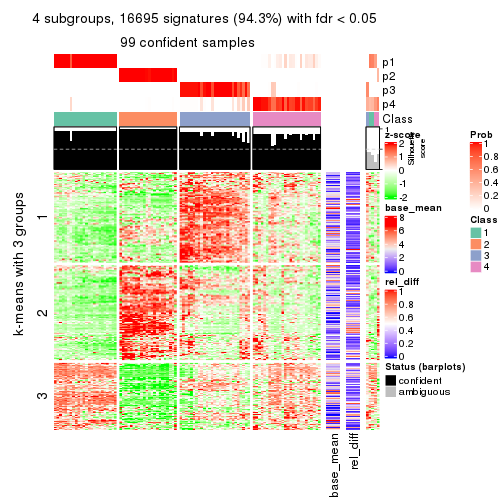 4 subgroups, 16695 signatures (94.3%) with fdr < 0.05
99 confident samples
p1
p2
p3
p4
Class
1
Silhouette
score
k-means with 3 groups
1
2
3
base_mean
rel_diff
z-score
2
1
0
-1
-2
base_mean
8
6
4
2
0
rel_diff
1
0.8
0.6
0.4
0.2
0
Status (barplots)
confident
ambiguous
Prob
1
0.8
0.6
0.4
0.2
0
Class
1
2
3
4